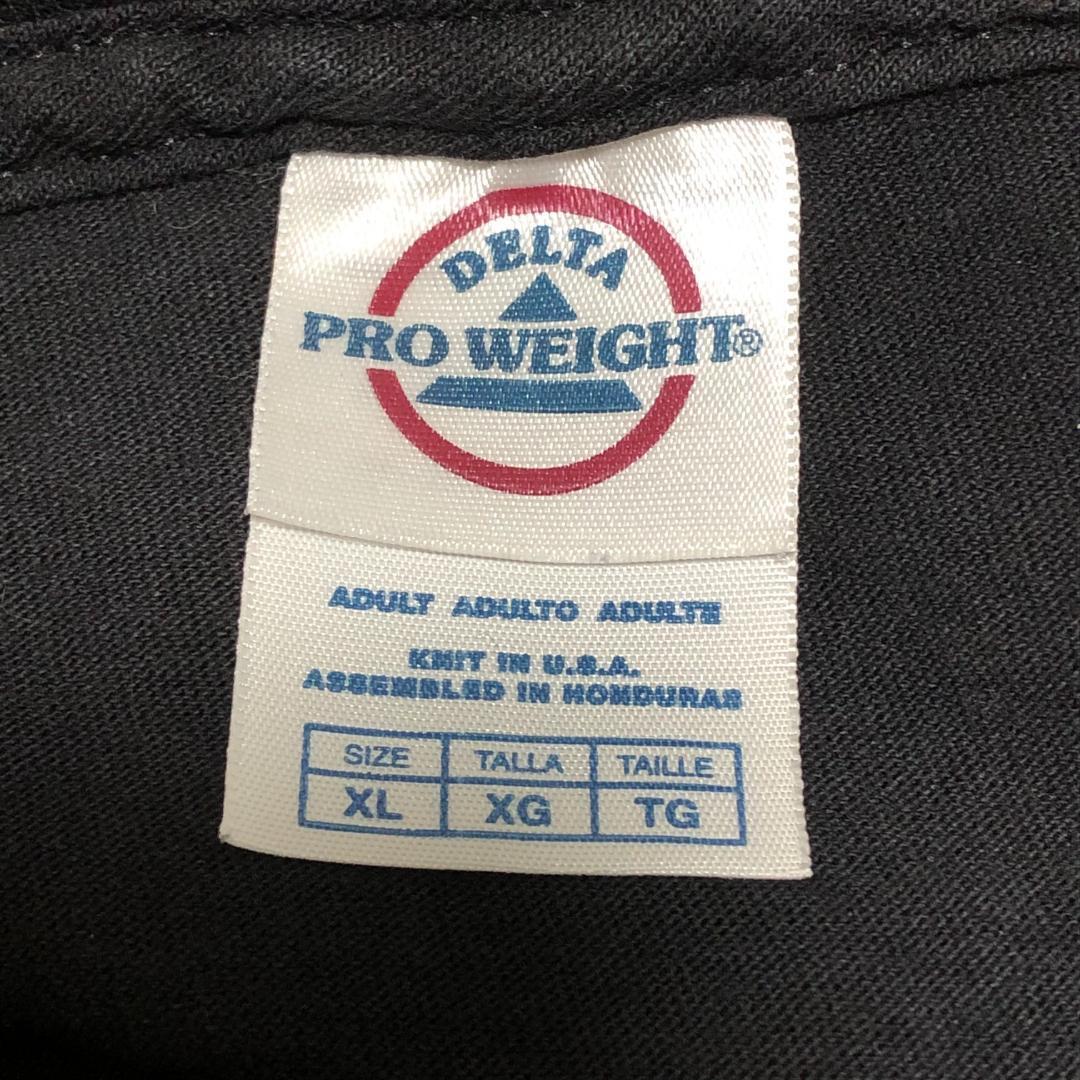 DELTA
PRO WEIGHT®
ADULT ADULTO ADULTE
KNIT IN U.S.A.
ASSEMBLED IN HONDURAS
SIZE TALLA TAILLE
XL XG TG